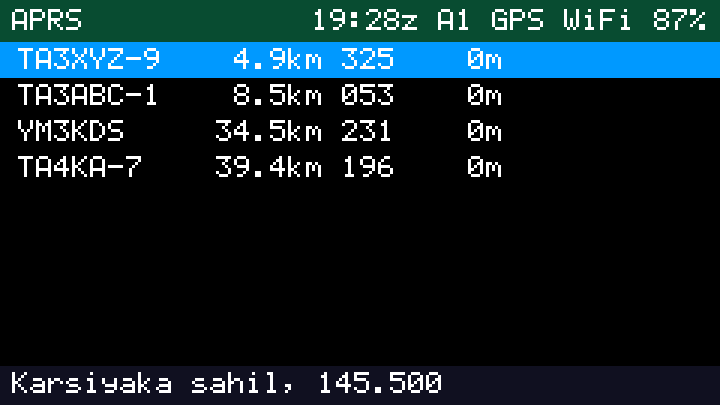 APRS 19:28z A1 GPS WiFi 87%
TA3XYZ-9 4.9km 325 0m
TA3ABC-1 8.5km 053 0m
YM3KDS 34.5km 231 0m
TA4KA-7 39.4km 196 0m
Karsiyaka sahil, 145.500